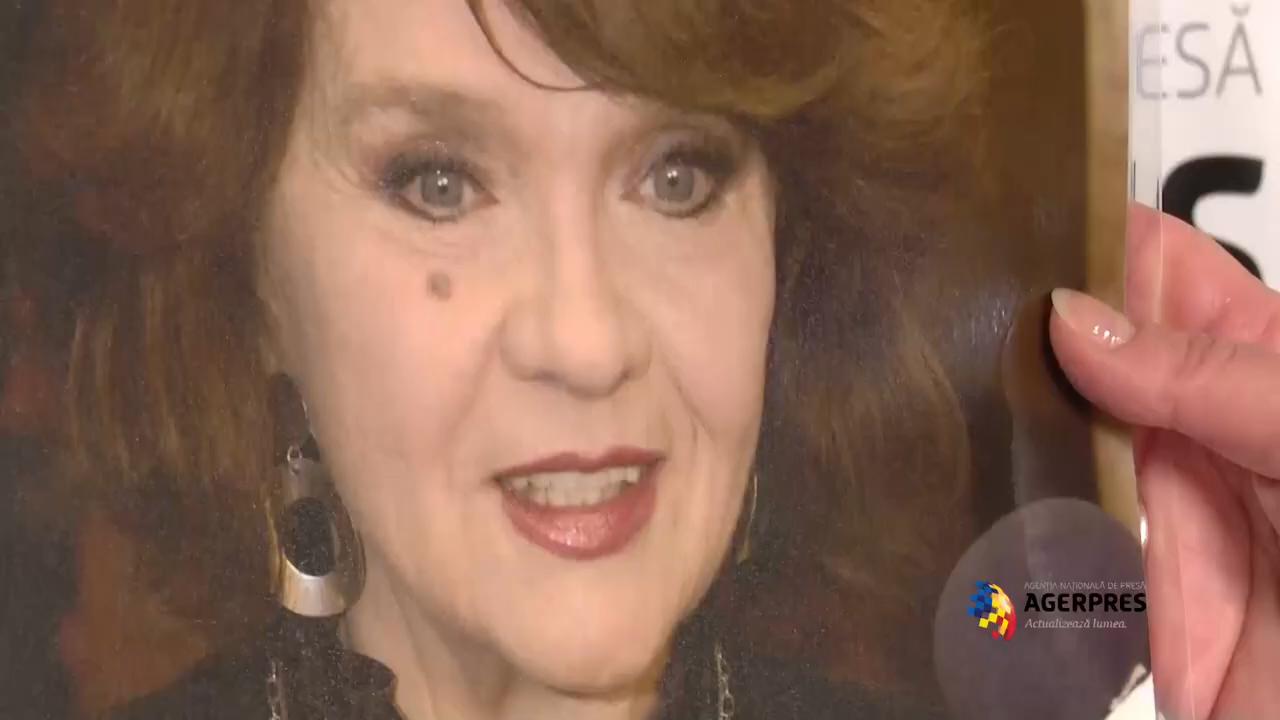 ESĂ
S
AGENȚIA NAȚIONALĂ DE PRESĂ
AGERPRES
Actualizează lumea.